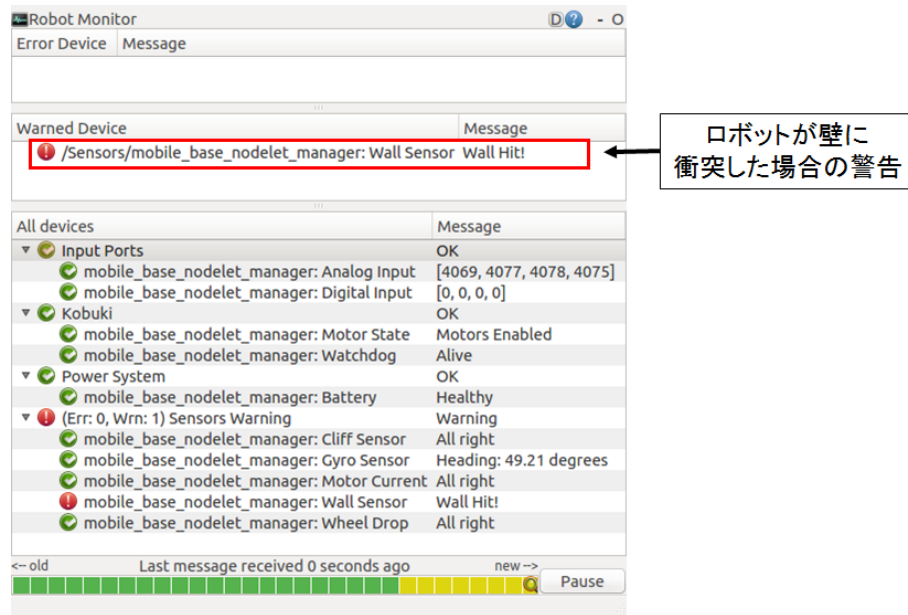 Robot Monitor D ? - O
Error Device Message
Warned Device Message
/Sensors/mobile_base_nodelet_manager: Wall Sensor Wall Hit!
ロボットが壁に
衝突した場合の警告
All devices Message
Input Ports OK
mobile_base_nodelet_manager: Analog Input [4069, 4077, 4078, 4075]
mobile_base_nodelet_manager: Digital Input [0, 0, 0, 0]
Kobuki OK
mobile_base_nodelet_manager: Motor State Motors Enabled
mobile_base_nodelet_manager: Watchdog Alive
Power System OK
mobile_base_nodelet_manager: Battery Healthy
(Err: 0, Wrn: 1) Sensors Warning Warning
mobile_base_nodelet_manager: Cliff Sensor All right
mobile_base_nodelet_manager: Gyro Sensor Heading: 49.21 degrees
mobile_base_nodelet_manager: Motor Current All right
mobile_base_nodelet_manager: Wall Sensor Wall Hit!
mobile_base_nodelet_manager: Wheel Drop All right
<-- old Last message received 0 seconds ago new -->
Pause